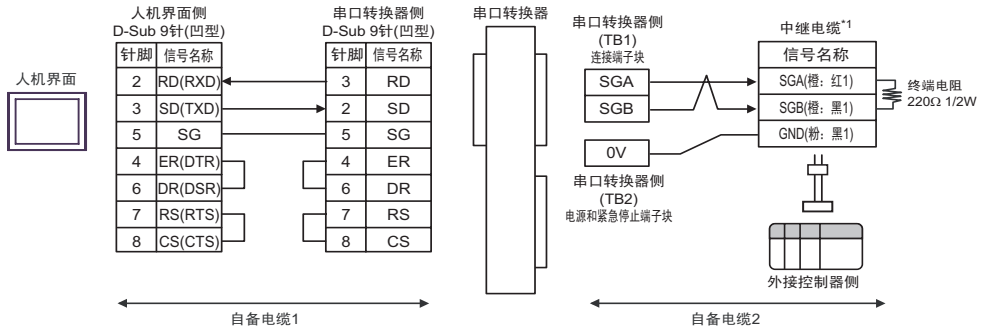 人机界面
人机界面侧
D-Sub 9针(凹型)
针脚 信号名称
2 RD(RXD)
3 SD(TXD)
5 SG
4 ER(DTR)
6 DR(DSR)
7 RS(RTS)
8 CS(CTS)
串口转换器侧
D-Sub 9针(凹型)
针脚 信号名称
3 RD
2 SD
5 SG
4 ER
6 DR
7 RS
8 CS
自备电缆1
串口转换器
串口转换器侧
(TB1)
连接端子块
SGA
SGB
0V
串口转换器侧
(TB2)
电源和紧急停止端子块
中继电缆*1
信号名称
SGA(橙：红1)
SGB(橙：黑1)
GND(粉：黑1)
终端电阻
220Ω 1/2W
外接控制器侧
自备电缆2